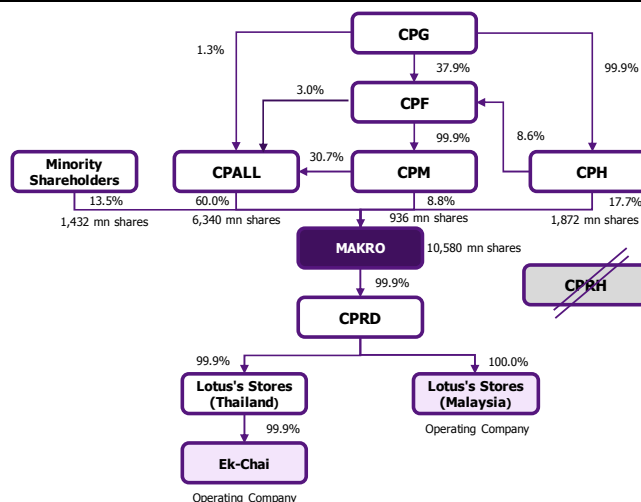 CPG
1.3%
37.9%
99.9%
3.0%
CPF
99.9%
8.6%
Minority
Shareholders
CPALL
30.7%
CPM
CPH
13.5%
60.0%
8.8%
17.7%
1,432 mn shares
6,340 mn shares
936 mn shares
1,872 mn shares
MAKRO
10,580 mn shares
99.9%
CPRH
CPRD
99.9%
100.0%
Lotus's Stores
(Thailand)
Lotus's Stores
(Malaysia)
99.9%
Operating Company
Ek-Chai
Operating Company